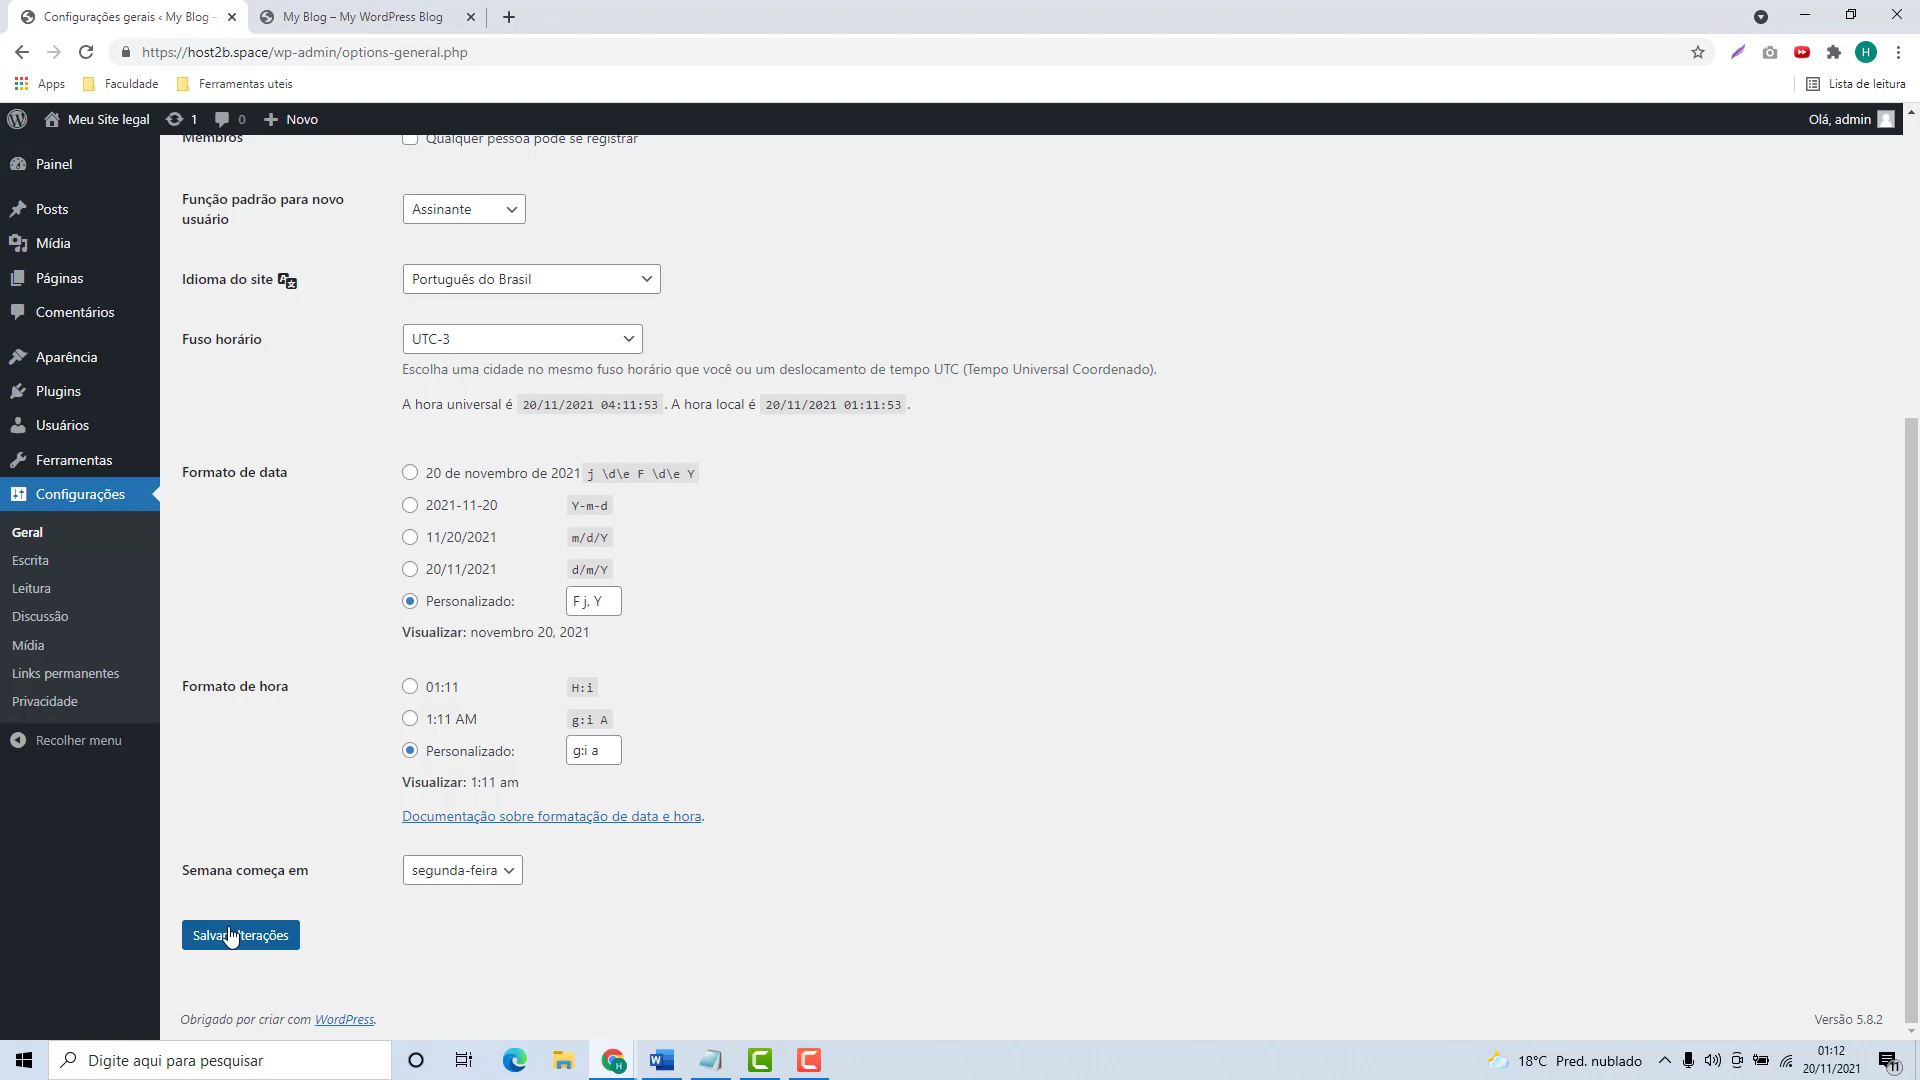 Configurações gerais ‹ My Blog –
My Blog – My WordPress Blog
https://host2b.space/wp-admin/options-general.php
H
Apps
Faculdade
Ferramentas uteis
Lista de leitura
Meu Site legal
1
0
Novo
Olá, admin
Painel
Posts
Mídia
Páginas
Comentários
Aparência
Plugins
Usuários
Ferramentas
Configurações
Geral
Escrita
Leitura
Discussão
Mídia
Links permanentes
Privacidade
Recolher menu
Membros
Qualquer pessoa pode se registrar
Função padrão para novo
usuário
Assinante
Idioma do site
Português do Brasil
Fuso horário
UTC-3
Escolha uma cidade no mesmo fuso horário que você ou um deslocamento de tempo UTC (Tempo Universal Coordenado).
A hora universal é 20/11/2021 04:11:53. A hora local é 20/11/2021 01:11:53.
Formato de data
20 de novembro de 2021 j \d\e F \d\e Y
2021-11-20 Y-m-d
11/20/2021 m/d/Y
20/11/2021 d/m/Y
Personalizado: F j, Y
Visualizar: novembro 20, 2021
Formato de hora
01:11 H:i
1:11 AM g:i A
Personalizado: g:i a
Visualizar: 1:11 am
Documentação sobre formatação de data e hora.
Semana começa em
segunda-feira
Salvar alterações
Obrigado por criar com WordPress.
Versão 5.8.2
Digite aqui para pesquisar
18°C Pred. nublado
01:12
20/11/2021
11